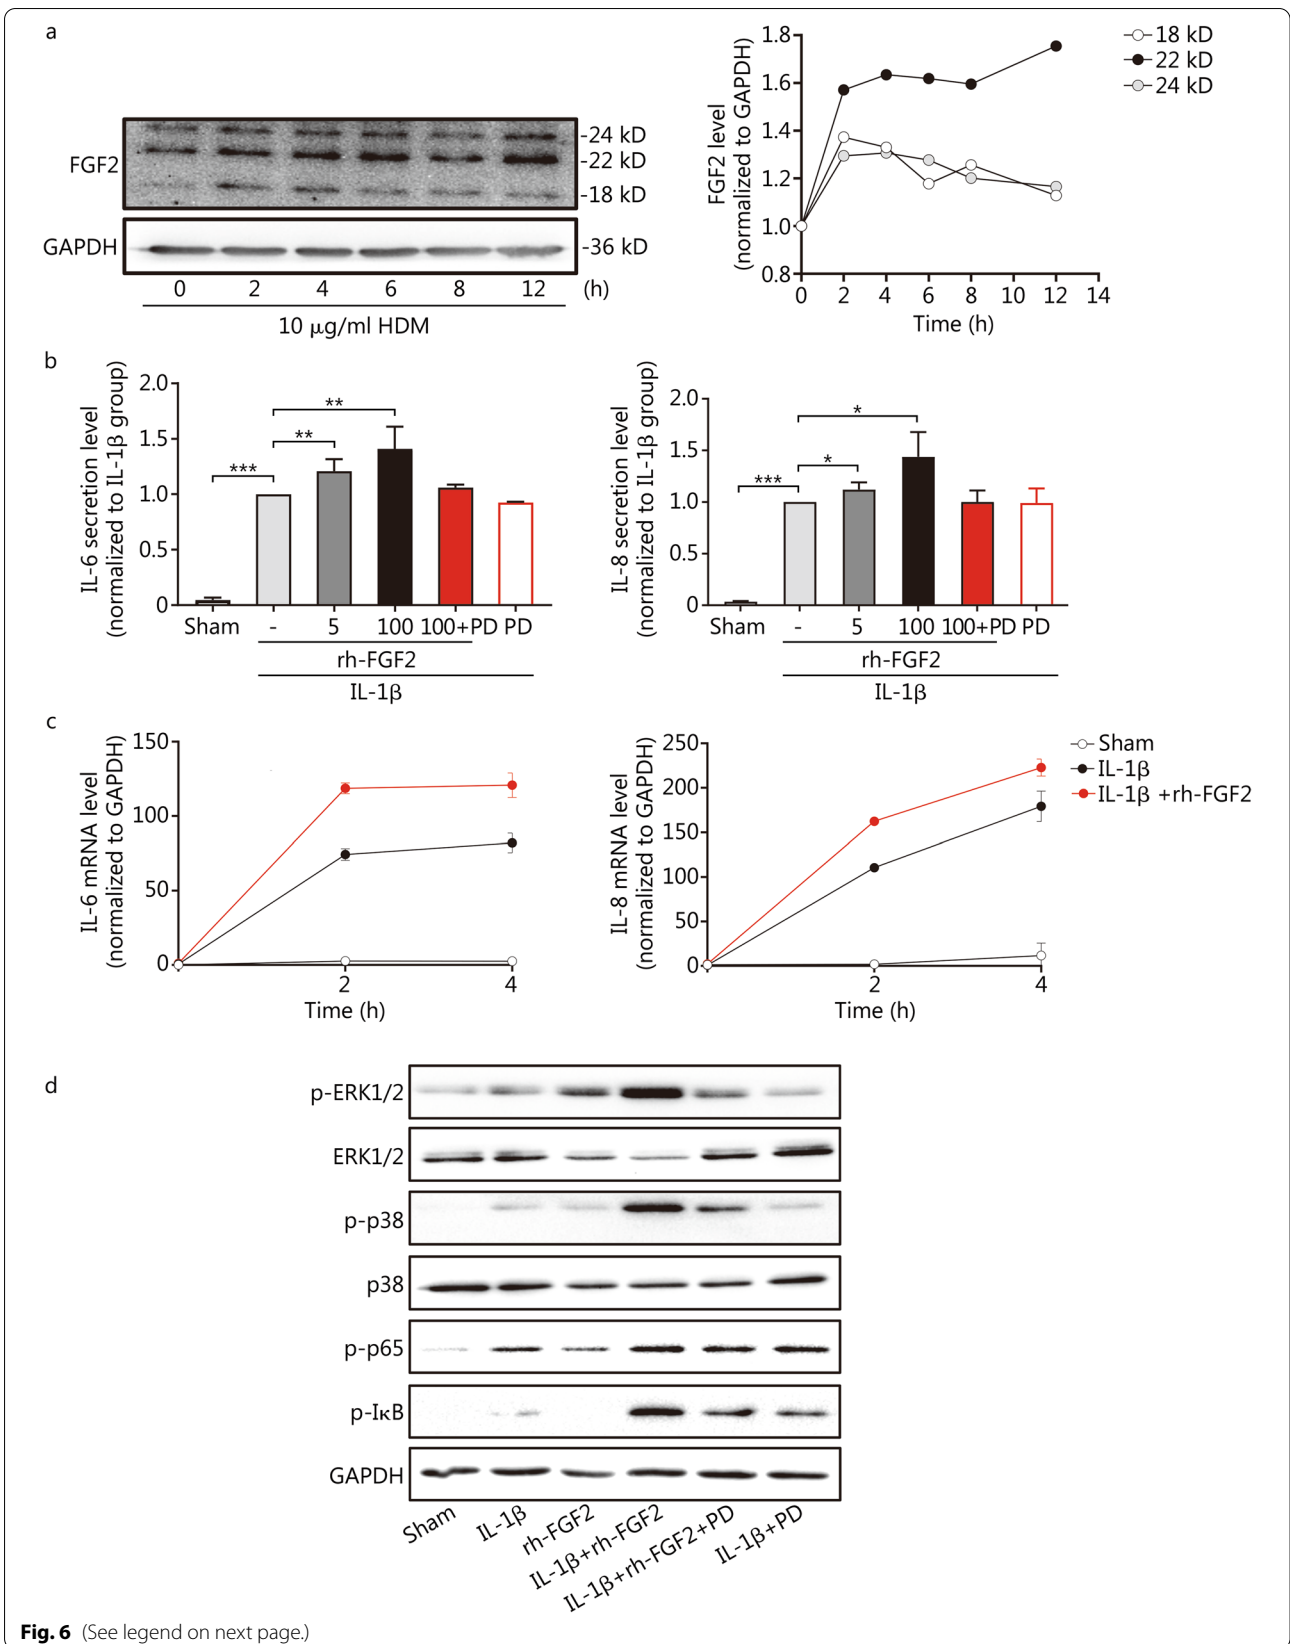 a
FGF2
-24 kD
-22 kD
-18 kD
GAPDH
-36 kD
0 2 4 6 8 12 (h)
10 μg/ml HDM
FGF2 level
(normalized to GAPDH)
1.8
1.6
1.4
1.2
1.0
0.8
0 2 4 6 8 10 12 14
Time (h)
18 kD
22 kD
24 kD
b
IL-6 secretion level
(normalized to IL-1β group)
2.0
1.5
1.0
0.5
0
***
**
**
Sham - 5 100 100+PD PD
rh-FGF2
IL-1β
IL-8 secretion level
(normalized to IL-1β group)
2.0
1.5
1.0
0.5
0
***
*
*
Sham - 5 100 100+PD PD
rh-FGF2
IL-1β
c
IL-6 mRNA level
(normalized to GAPDH)
150
100
50
0
2 4
Time (h)
IL-8 mRNA level
(normalized to GAPDH)
250
200
150
100
50
0
2 4
Time (h)
Sham
IL-1β
IL-1β +rh-FGF2
d
p-ERK1/2
ERK1/2
p-p38
p38
p-p65
p-IκB
GAPDH
Sham
IL-1β
rh-FGF2
IL-1β+rh-FGF2
IL-1β+rh-FGF2+PD
IL-1β+PD
Fig. 6 (See legend on next page.)